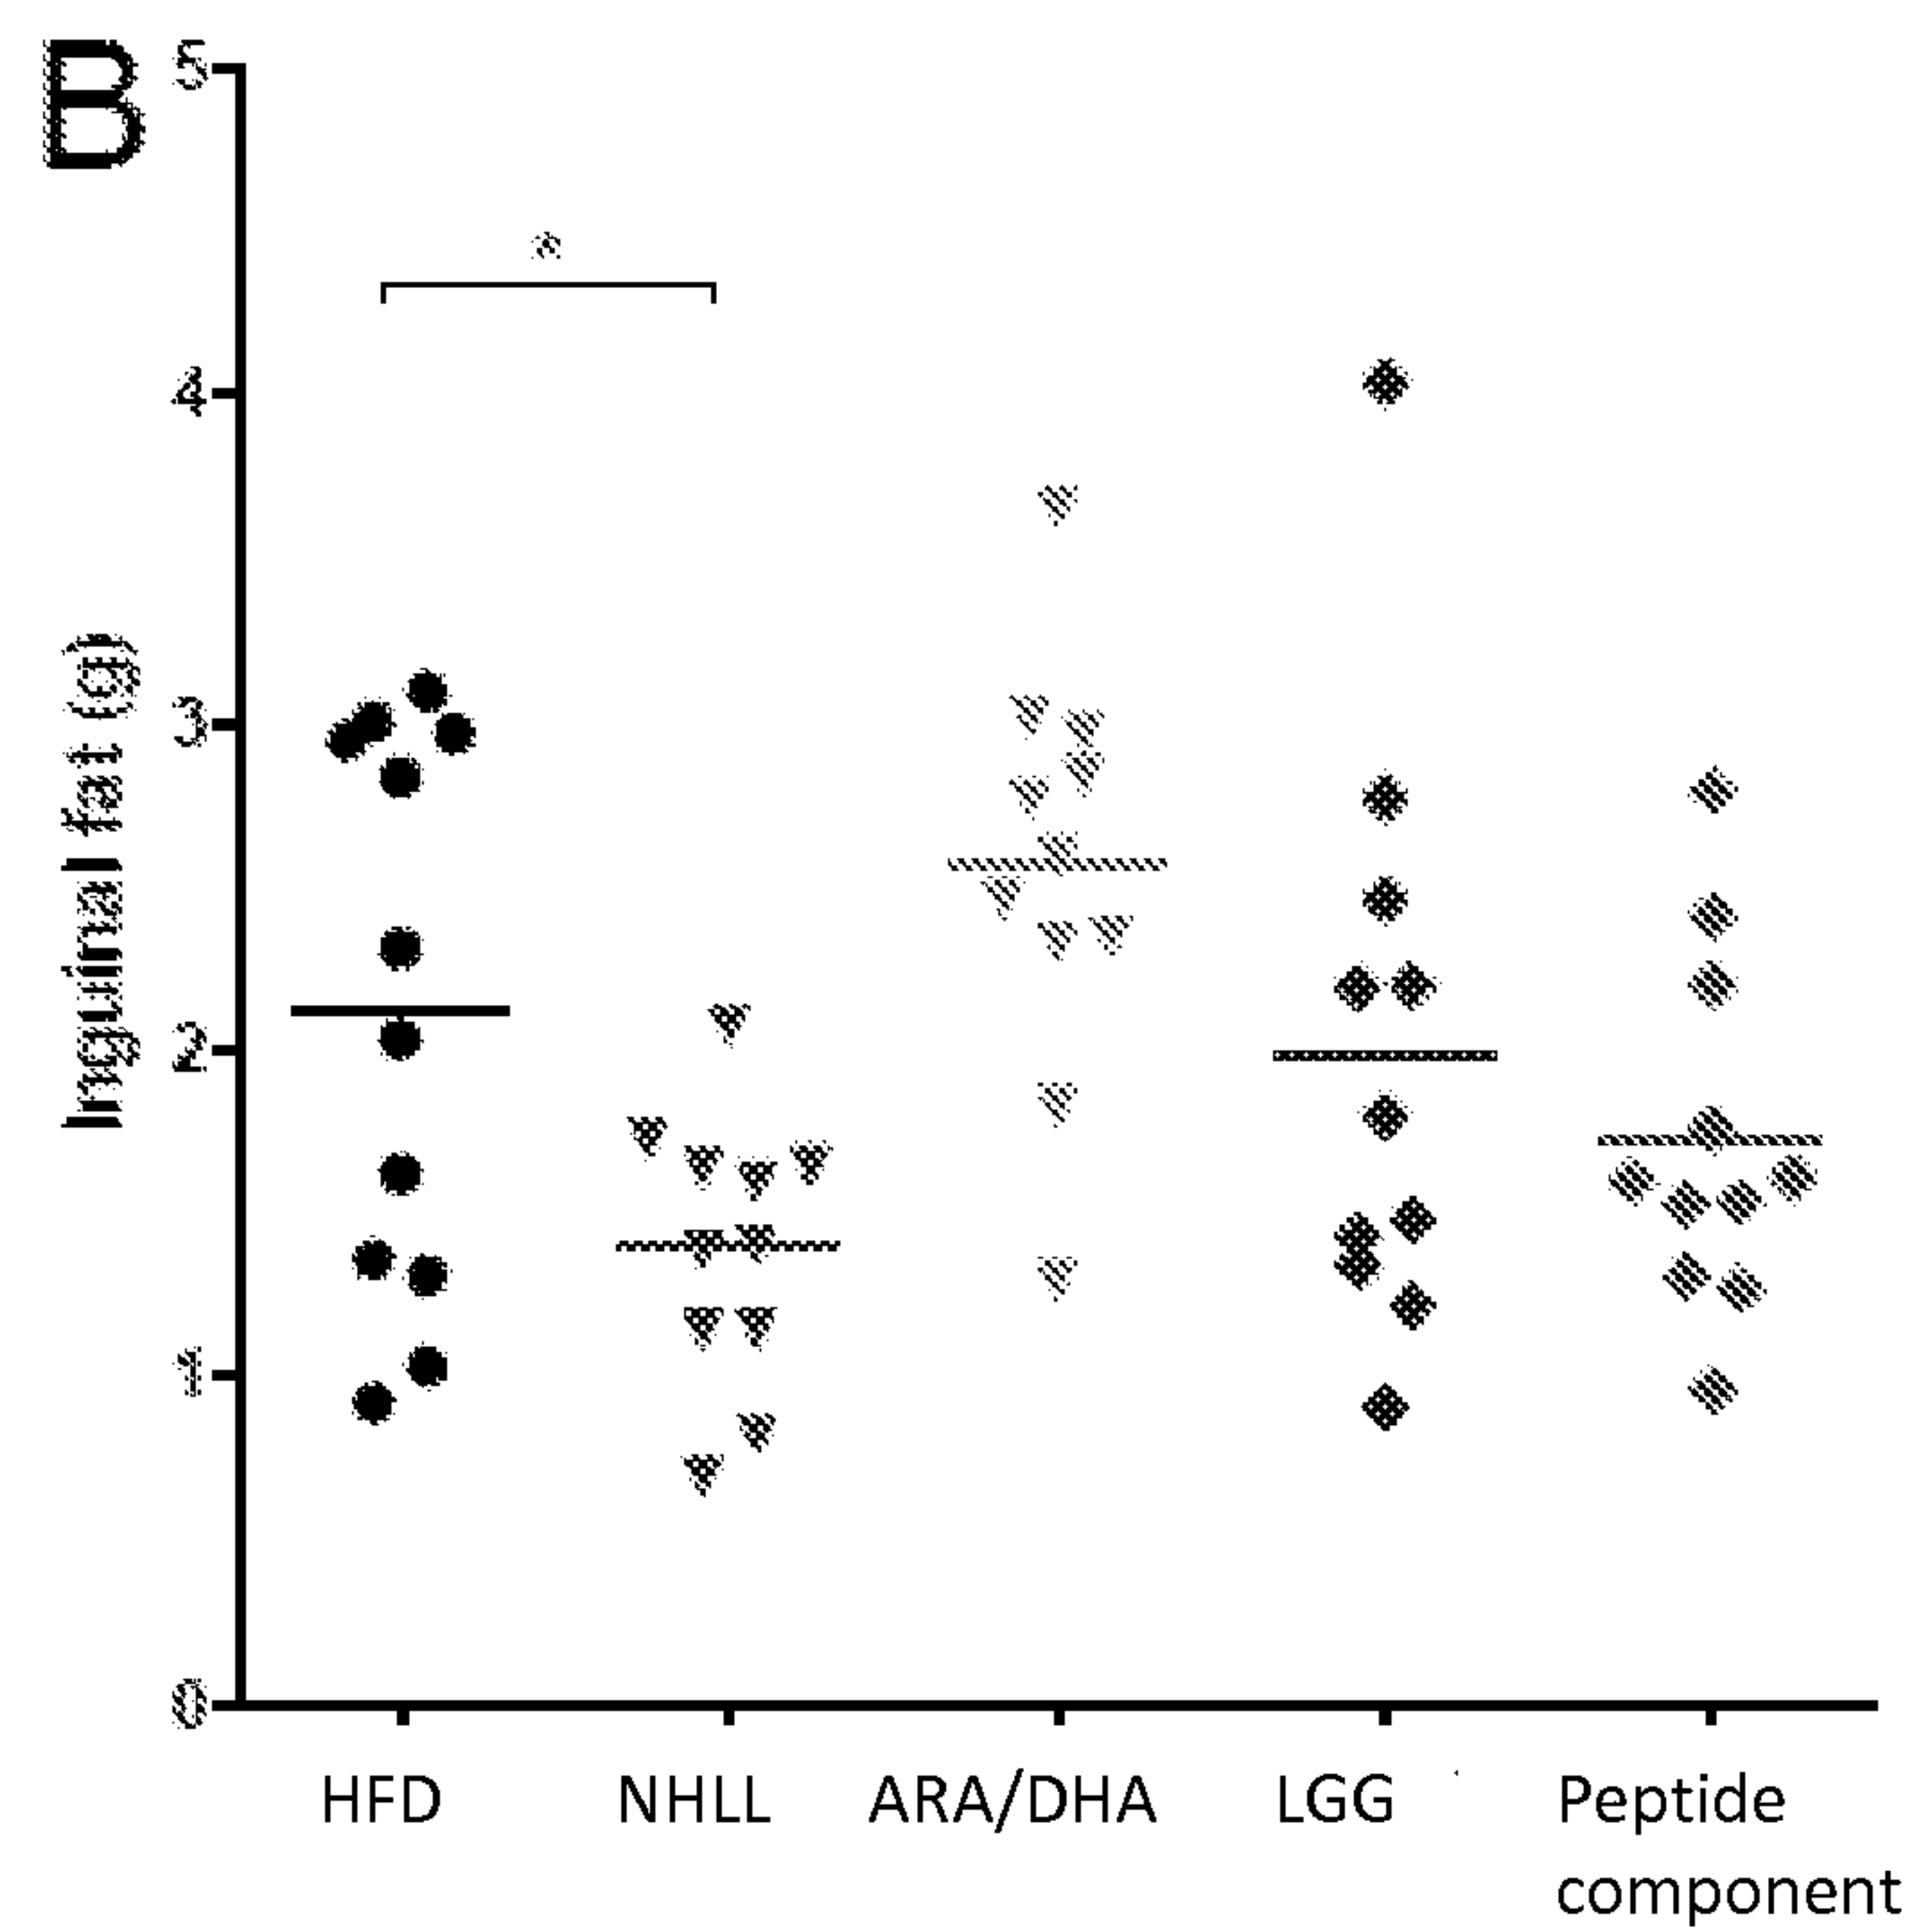 B
5
*
4
3
2
1
0
Inguinal fat (g)
HFD NHLL ARA/DHA LGG Peptide
component